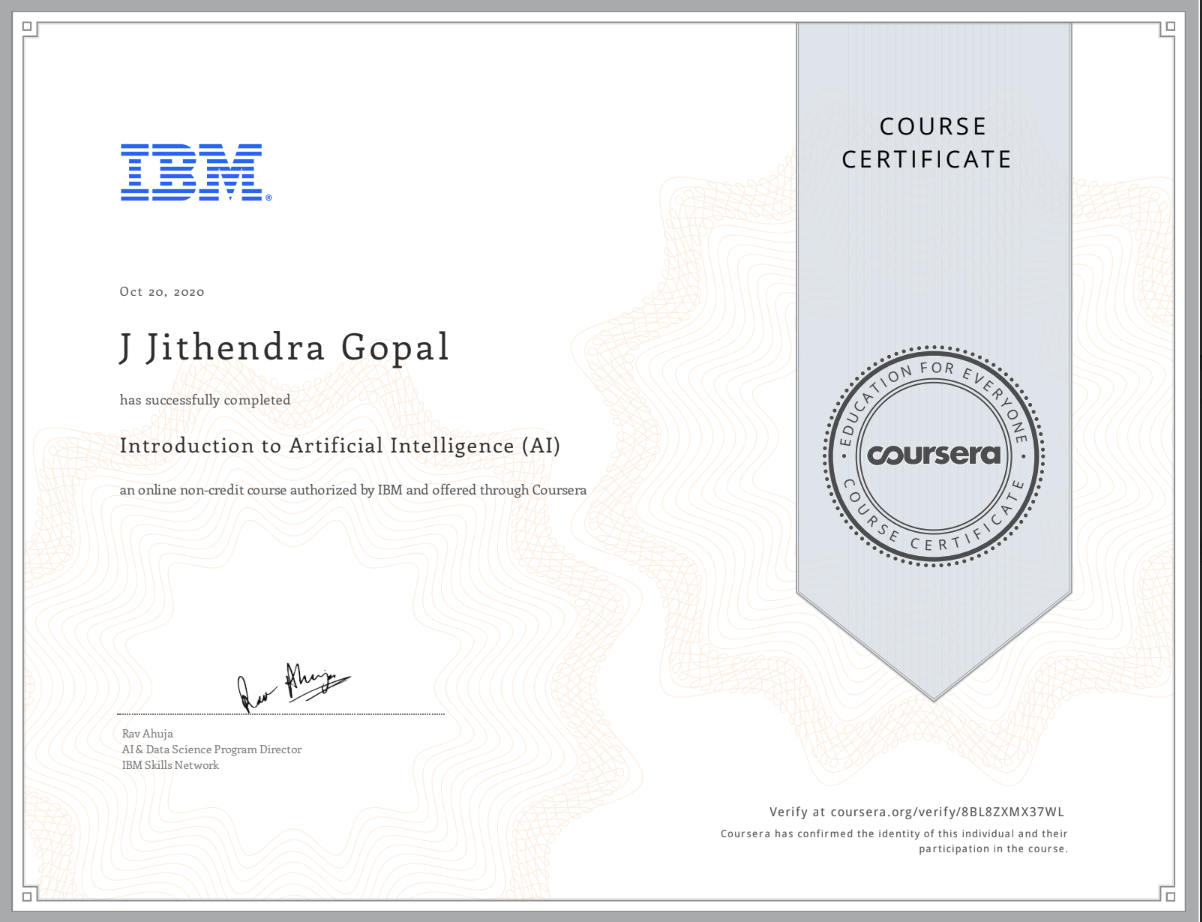 COURSE
CERTIFICATE
IBM®
Oct 20, 2020
J Jithendra Gopal
has successfully completed
Introduction to Artificial Intelligence (AI)
an online non-credit course authorized by IBM and offered through Coursera
EDUCATION FOR EVERYONE
coursera
COURSE CERTIFICATE
Rav Ahuja
Rav Ahuja
AI & Data Science Program Director
IBM Skills Network
Verify at coursera.org/verify/8BL8ZXMX37WL
Coursera has confirmed the identity of this individual and their
participation in the course.